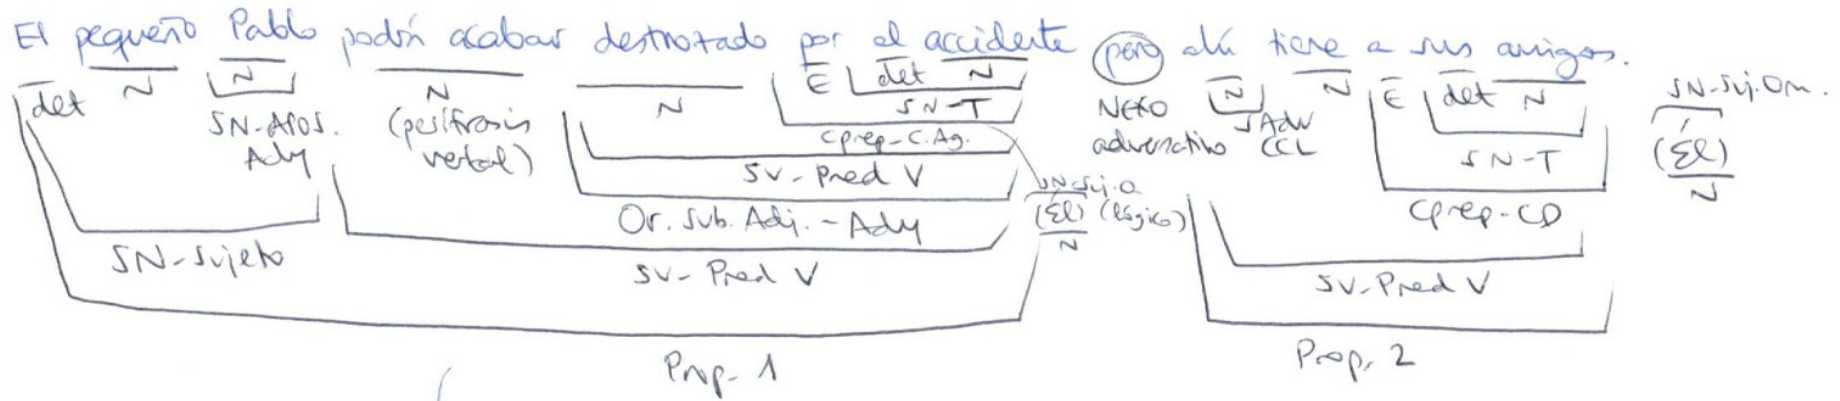 El pequeño Pablo podría acabar destrozado por el accidente pero ahí tiene a sus amigos.
det N N N N E det N NEXO N N E det N SN-Suj.Om.
SN-Apos. (perífrasis SN-T adversativo SAdv SN-T (Él)
Ady verbal) Cprep-C.Ag. CCL Cprep-CD N
SV-Pred V SN-Suj.O
Or. Sub. Adj. - Ady (Él) (lógico)
N
SN-Sujeto SV-Pred V SV-Pred V
Prop. 1 Prop. 2